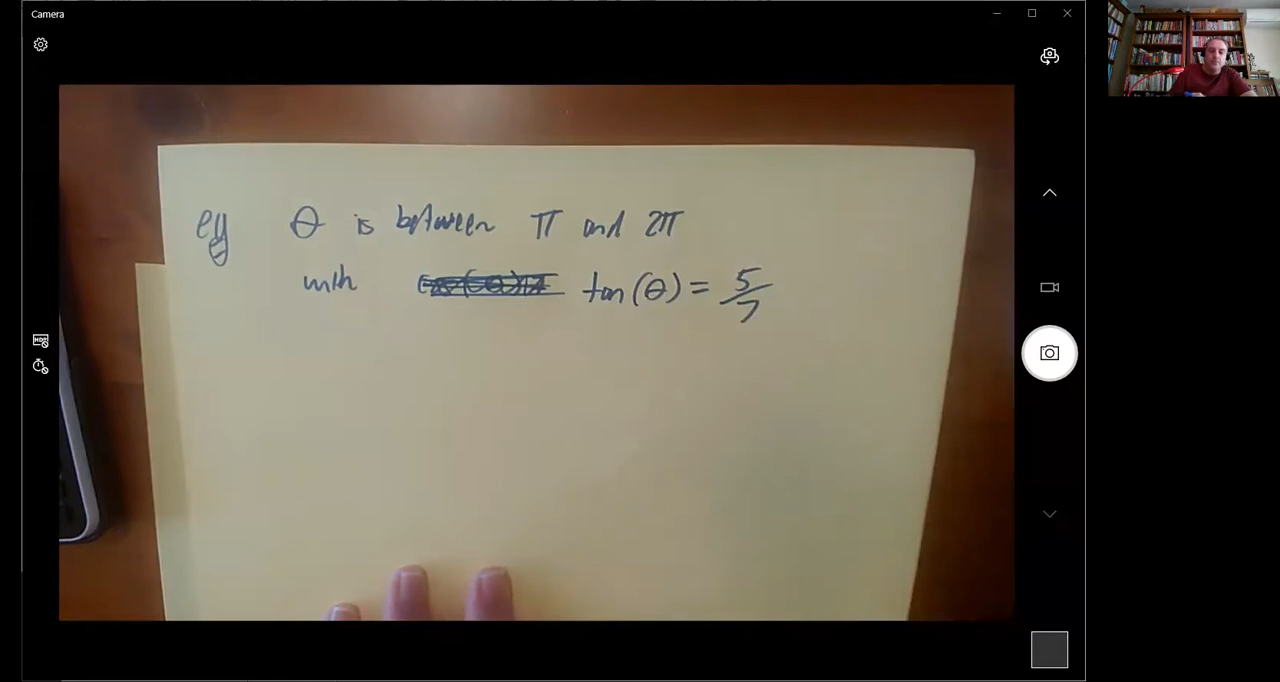 Camera
eg θ is between π and 2π
with tan(θ) = 5/7